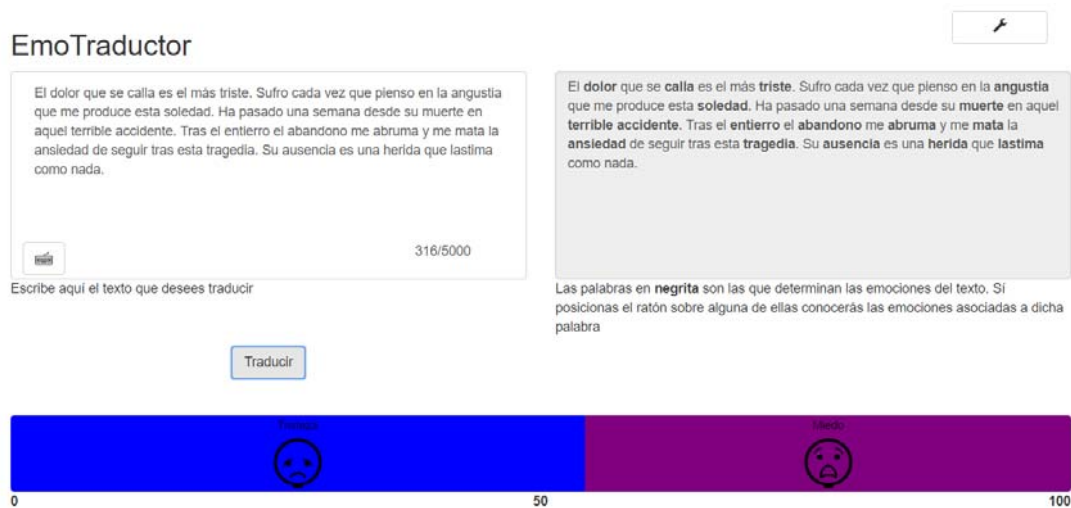 EmoTraductor
El dolor que se calla es el más triste. Sufro cada vez que pienso en la angustia
que me produce esta soledad. Ha pasado una semana desde su muerte en
aquel terrible accidente. Tras el entierro el abandono me abruma y me mata la
ansiedad de seguir tras esta tragedia. Su ausencia es una herida que lastima
como nada.
316/5000
Escribe aquí el texto que desees traducir
El dolor que se calla es el más triste. Sufro cada vez que pienso en la angustia
que me produce esta soledad. Ha pasado una semana desde su muerte en aquel
terrible accidente. Tras el entierro el abandono me abruma y me mata la
ansiedad de seguir tras esta tragedia. Su ausencia es una herida que lastima
como nada.
Las palabras en negrita son las que determinan las emociones del texto. Sí
posicionas el ratón sobre alguna de ellas conocerás las emociones asociadas a dicha
palabra
Traducir
Tristeza
Miedo
0
50
100